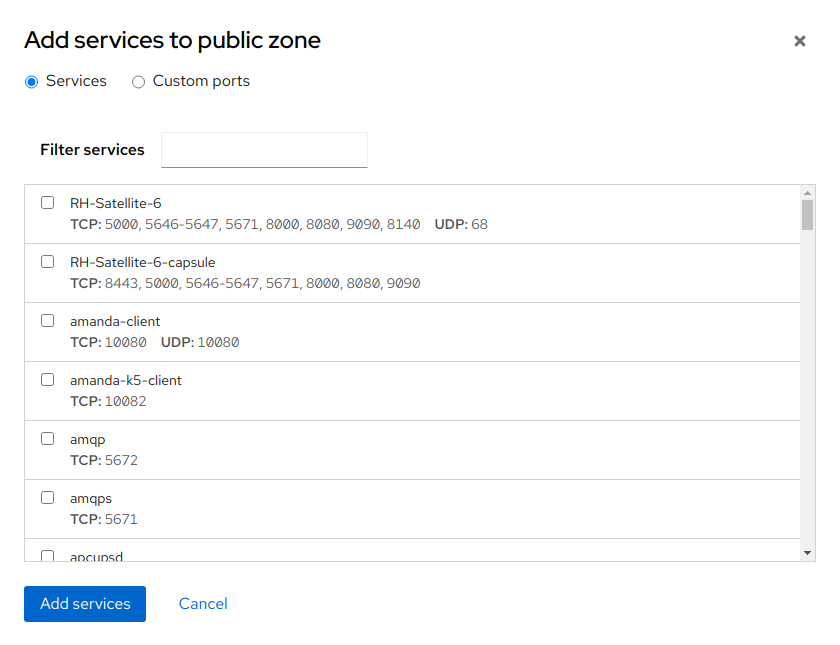 Add services to public zone
Services Custom ports
Filter services
RH-Satellite-6
TCP: 5000, 5646-5647, 5671, 8000, 8080, 9090, 8140 UDP: 68
RH-Satellite-6-capsule
TCP: 8443, 5000, 5646-5647, 5671, 8000, 8080, 9090
amanda-client
TCP: 10080 UDP: 10080
amanda-k5-client
TCP: 10082
amqp
TCP: 5672
amqps
TCP: 5671
apcupsd
Add services Cancel